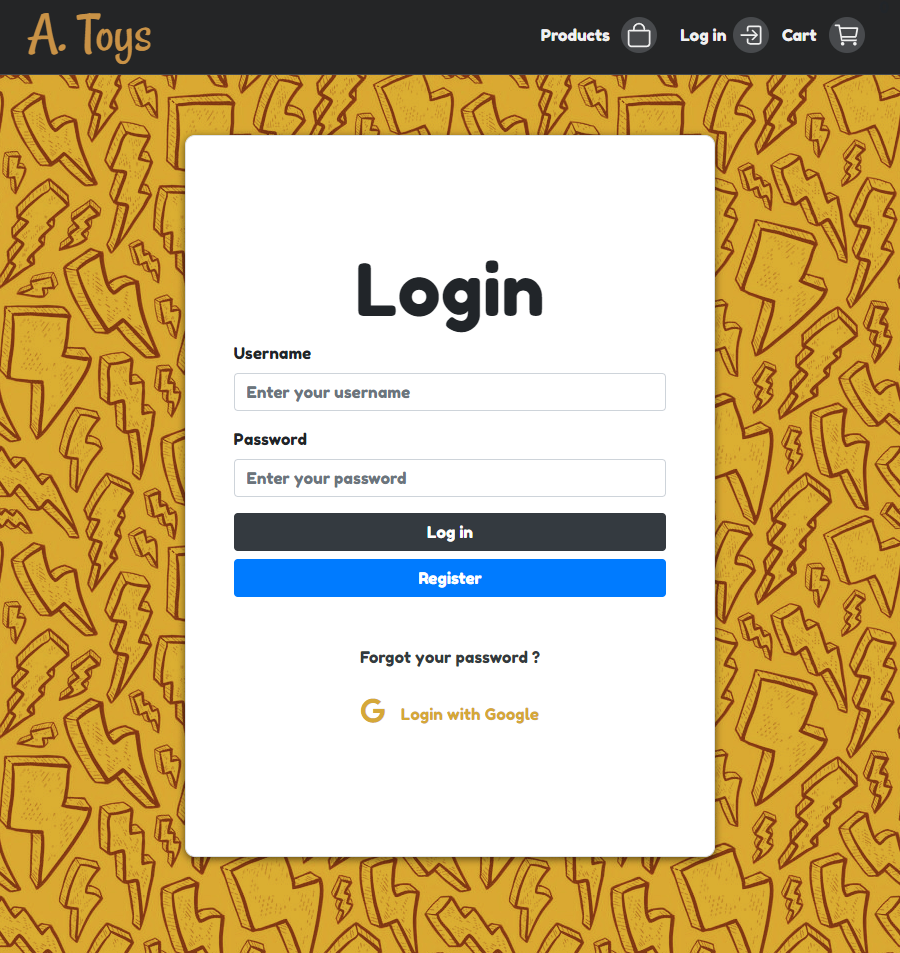 A. Toys
Products
Log in
Cart
Login
Username
Enter your username
Password
Enter your password
Log in
Register
Forgot your password ?
Login with Google